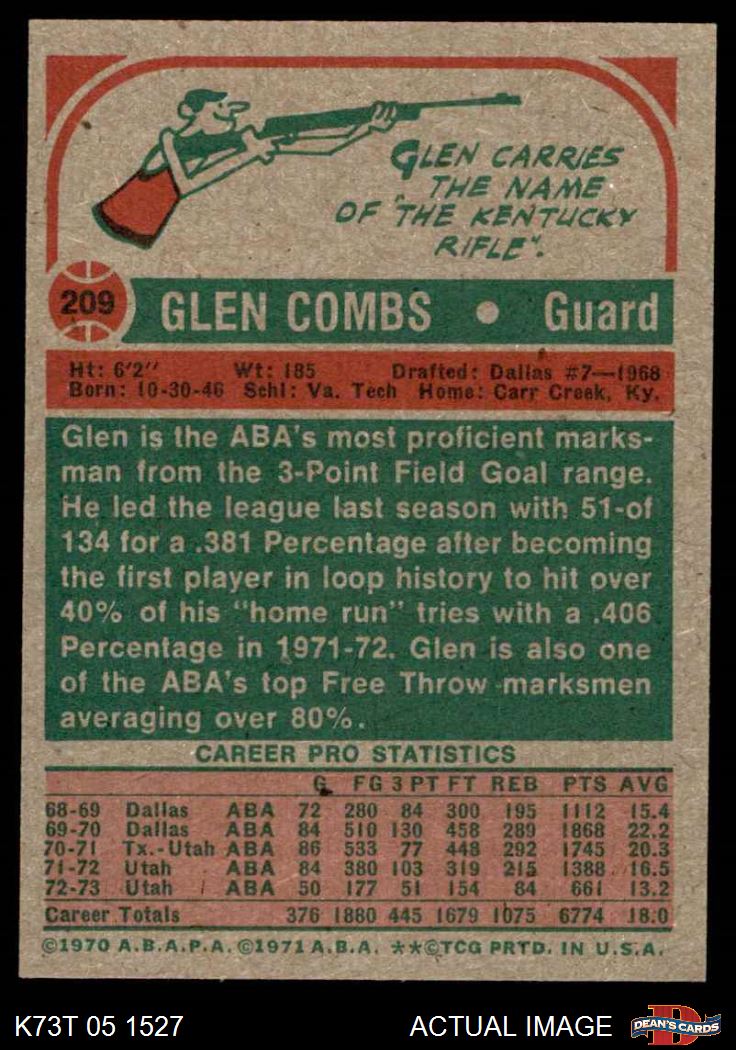 GLEN CARRIES
THE NAME
OF "THE KENTUCKY
RIFLE".
209 GLEN COMBS • Guard
Ht: 6'2" Wt: 185 Drafted: Dallas #7—1968
Born: 10-30-46 Schl: Va. Tech Home: Carr Creek, Ky.
Glen is the ABA's most proficient marks-
man from the 3-Point Field Goal range.
He led the league last season with 51-of
134 for a .381 Percentage after becoming
the first player in loop history to hit over
40% of his "home run" tries with a .406
Percentage in 1971-72. Glen is also one
of the ABA's top Free Throw marksmen
averaging over 80%.
CAREER PRO STATISTICS
G FG 3 PT FT REB PTS AVG
68-69 Dallas ABA 72 280 84 300 195 1112 15.4
69-70 Dallas ABA 84 510 130 458 289 1868 22.2
70-71 Tx.-Utah ABA 86 533 77 448 292 1745 20.3
71-72 Utah ABA 84 380 103 319 215 1388 16.5
72-73 Utah ABA 50 177 51 154 84 661 13.2
Career Totals 376 1880 445 1679 1075 6774 18.0
©1970 A.B.A.P.A. ©1971 A.B.A. **©TCG PRTD. IN U.S.A.
K73T 05 1527 ACTUAL IMAGE D DEAN'S CARDS